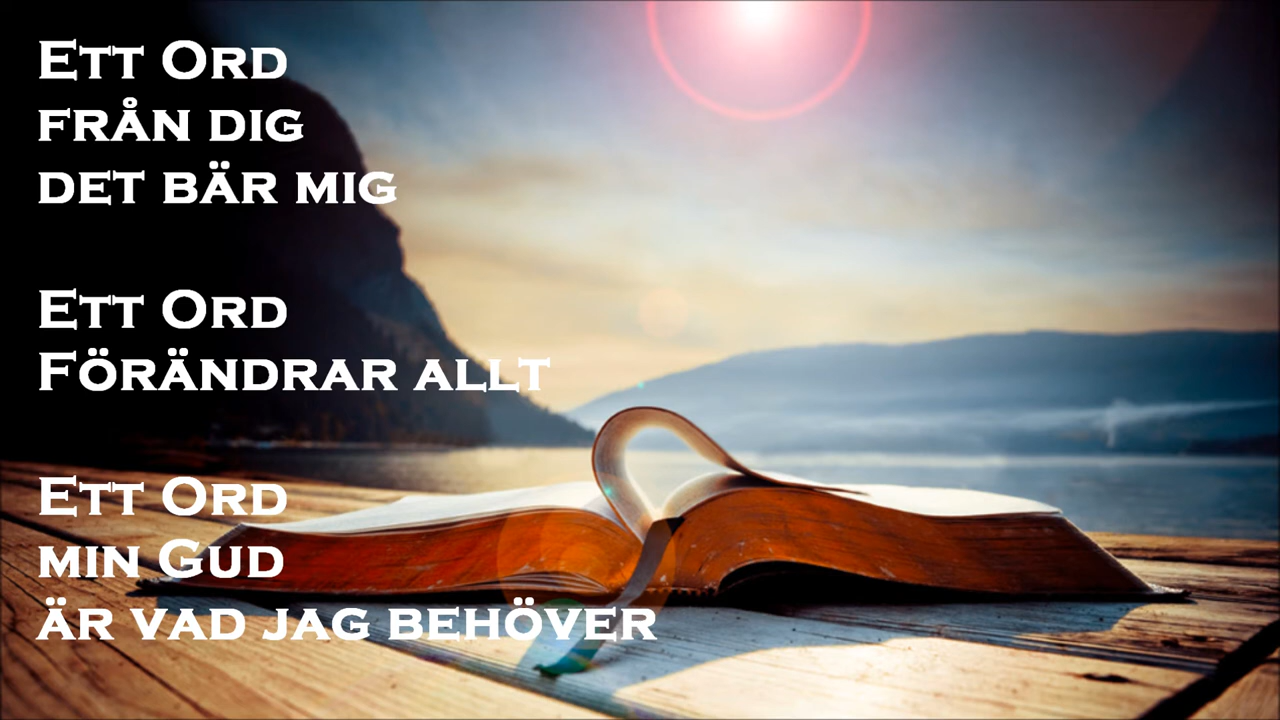 Ett Ord
från dig
det bär mig
Ett Ord
Förändrar allt
Ett Ord
min Gud
är vad jag behöver